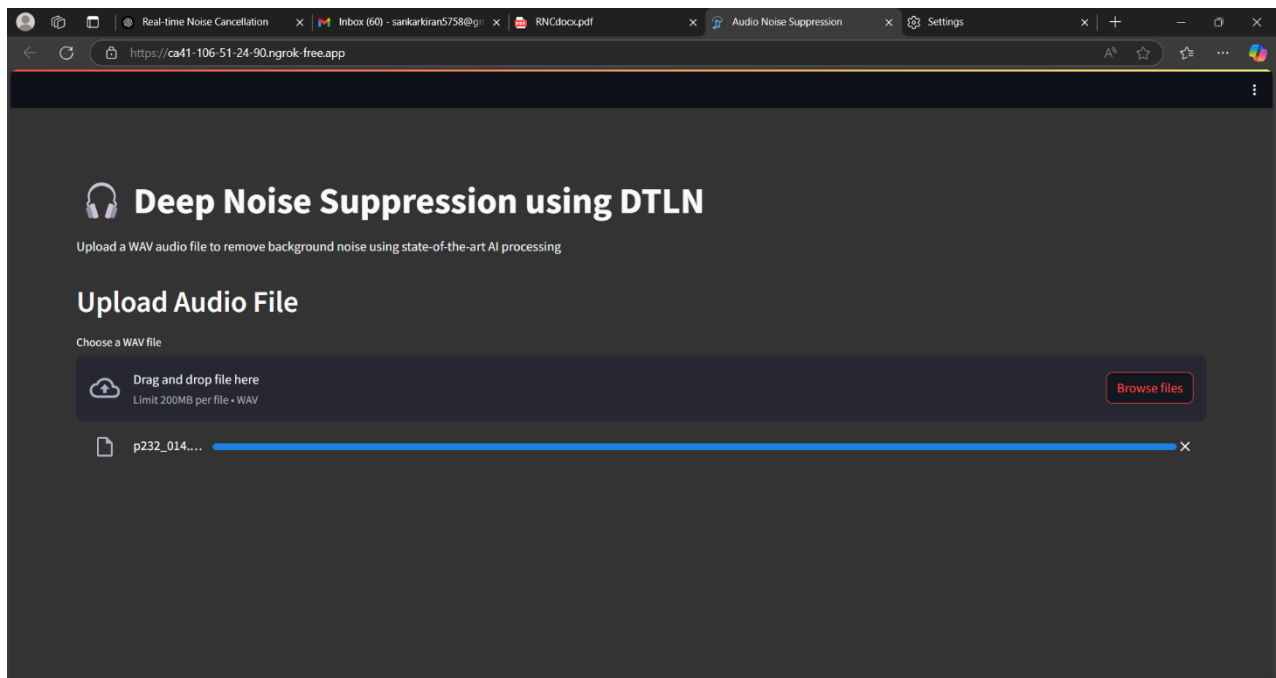 Real-time Noise Cancellation
Inbox (60) - sankarkiran5758@gm
RNCdocx.pdf
Audio Noise Suppression
Settings
https://ca41-106-51-24-90.ngrok-free.app
Deep Noise Suppression using DTLN
Upload a WAV audio file to remove background noise using state-of-the-art AI processing
Upload Audio File
Choose a WAV file
Drag and drop file here
Limit 200MB per file • WAV
Browse files
p232_014....